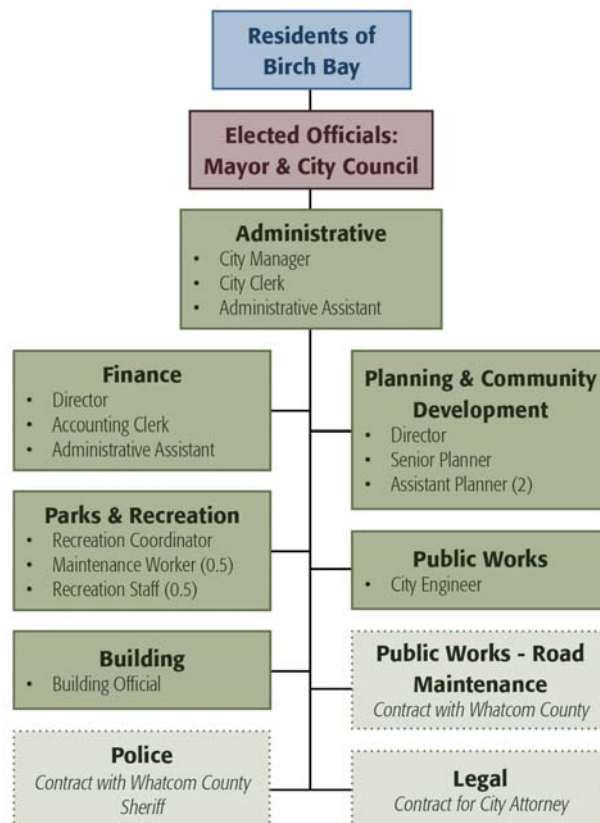 Residents of
Birch Bay
Elected Officials:
Mayor & City Council
Administrative
• City Manager
• City Clerk
• Administrative Assistant
Finance
• Director
• Accounting Clerk
• Administrative Assistant
Planning & Community
Development
• Director
• Senior Planner
• Assistant Planner (2)
Parks & Recreation
• Recreation Coordinator
• Maintenance Worker (0.5)
• Recreation Staff (0.5)
Public Works
• City Engineer
Building
• Building Official
Public Works - Road
Maintenance
Contract with Whatcom County
Police
Contract with Whatcom County
Sheriff
Legal
Contract for City Attorney